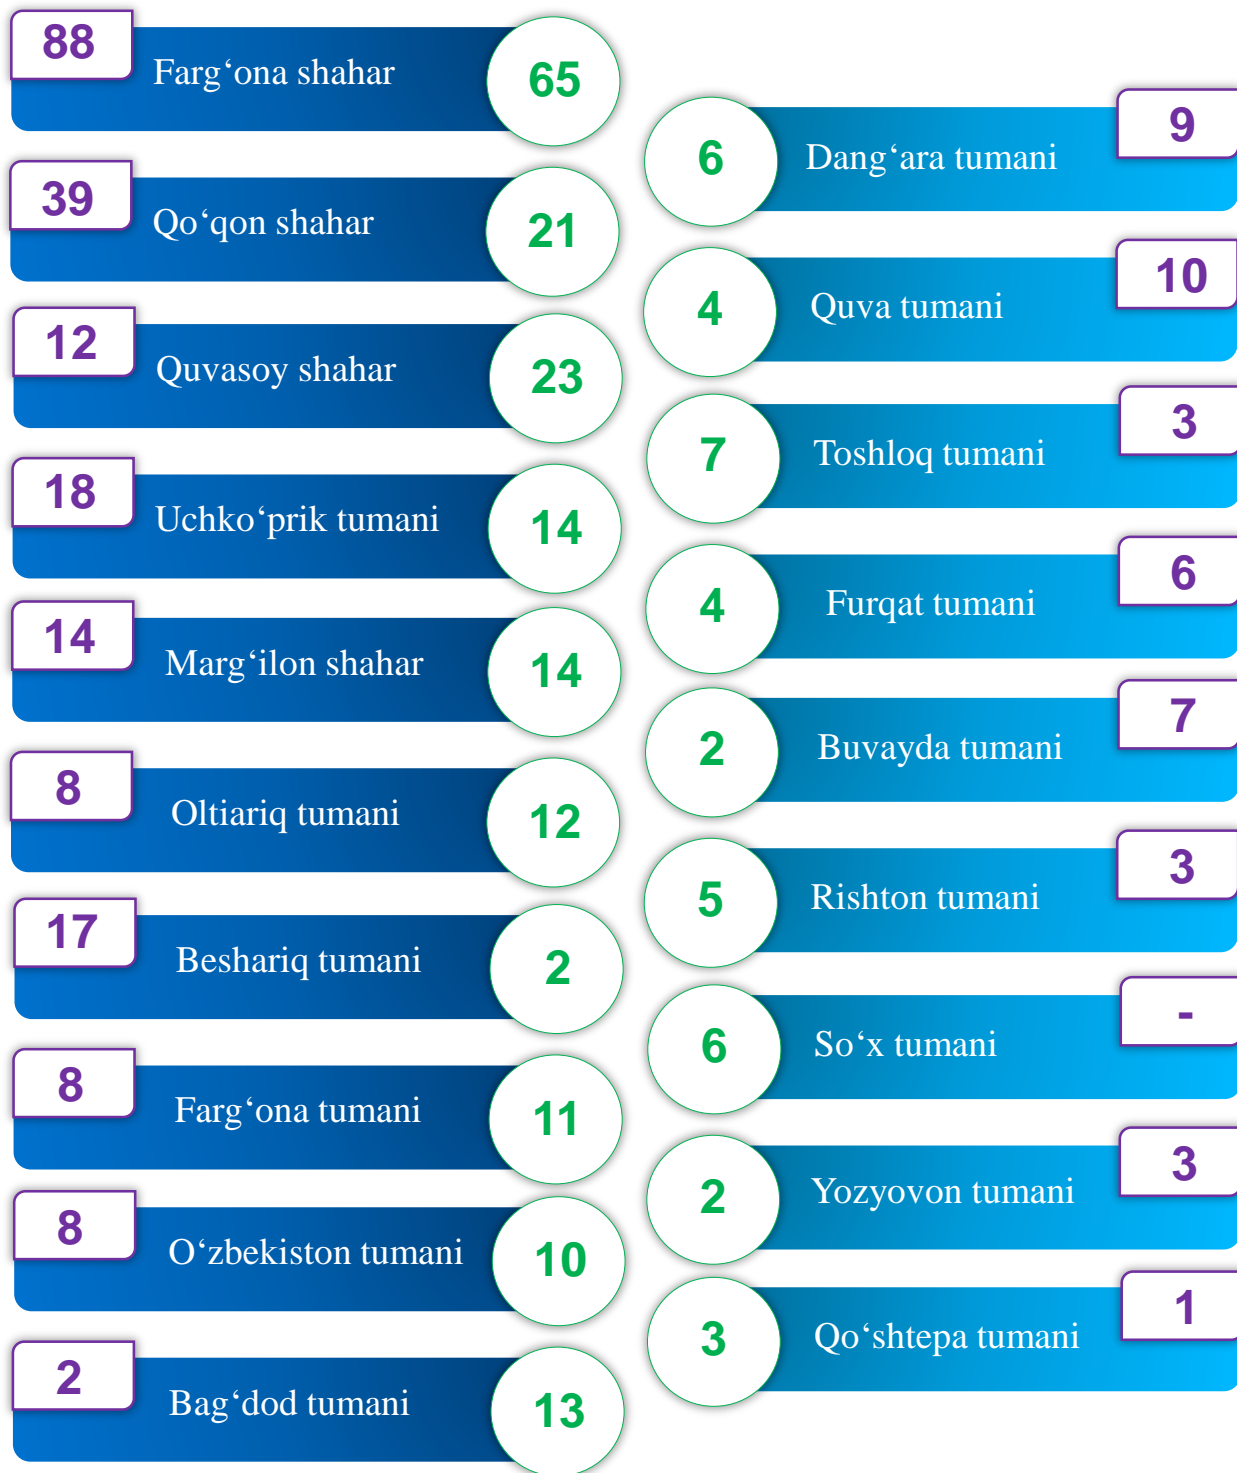 88
Farg‘ona shahar
65
39
Qo‘qon shahar
21
12
Quvasoy shahar
23
18
Uchko‘prik tumani
14
14
Marg‘ilon shahar
14
8
Oltiariq tumani
12
17
Beshariq tumani
2
8
Farg‘ona tumani
11
8
O‘zbekiston tumani
10
2
Bag‘dod tumani
13
6
Dang‘ara tumani
9
4
Quva tumani
10
7
Toshloq tumani
3
4
Furqat tumani
6
2
Buvayda tumani
7
5
Rishton tumani
3
6
So‘x tumani
-
2
Yozyovon tumani
3
3
Qo‘shtepa tumani
1